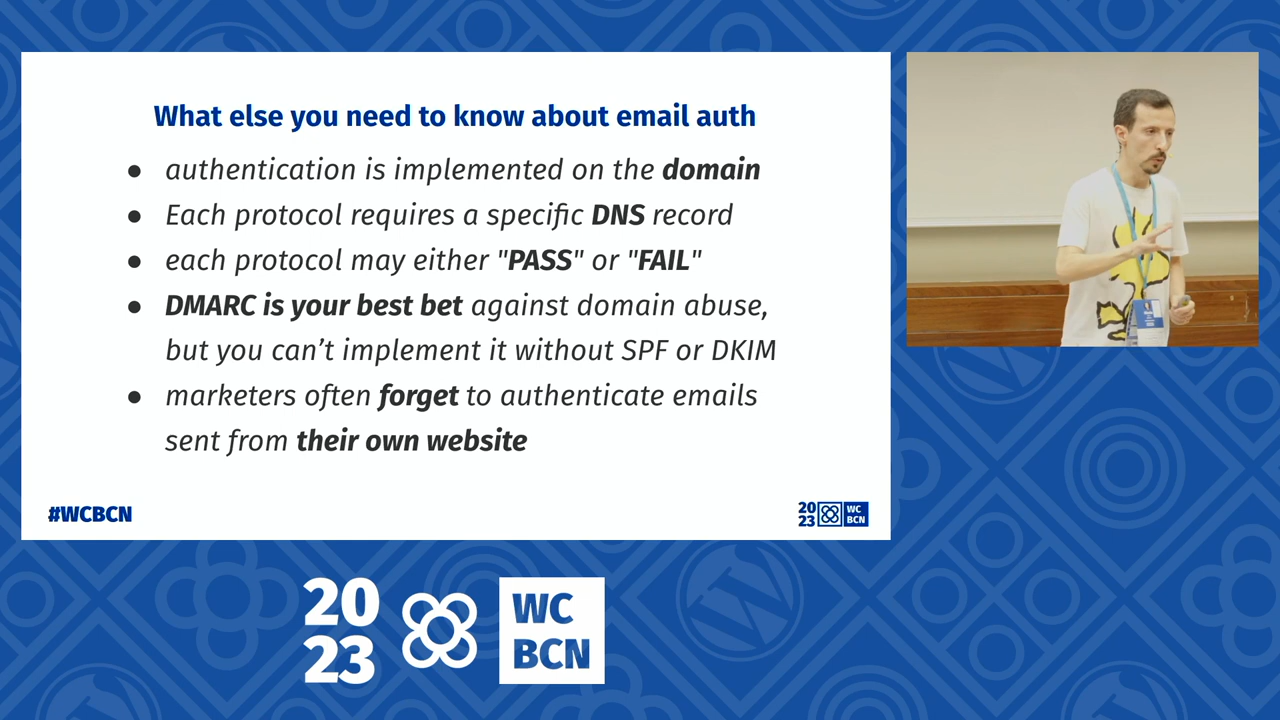 What else you need to know about email auth
● authentication is implemented on the domain
● Each protocol requires a specific DNS record
● each protocol may either "PASS" or "FAIL"
● DMARC is your best bet against domain abuse,
but you can’t implement it without SPF or DKIM
● marketers often forget to authenticate emails
sent from their own website
#WCBCN
20
23
WC
BCN
20
23
WC
BCN